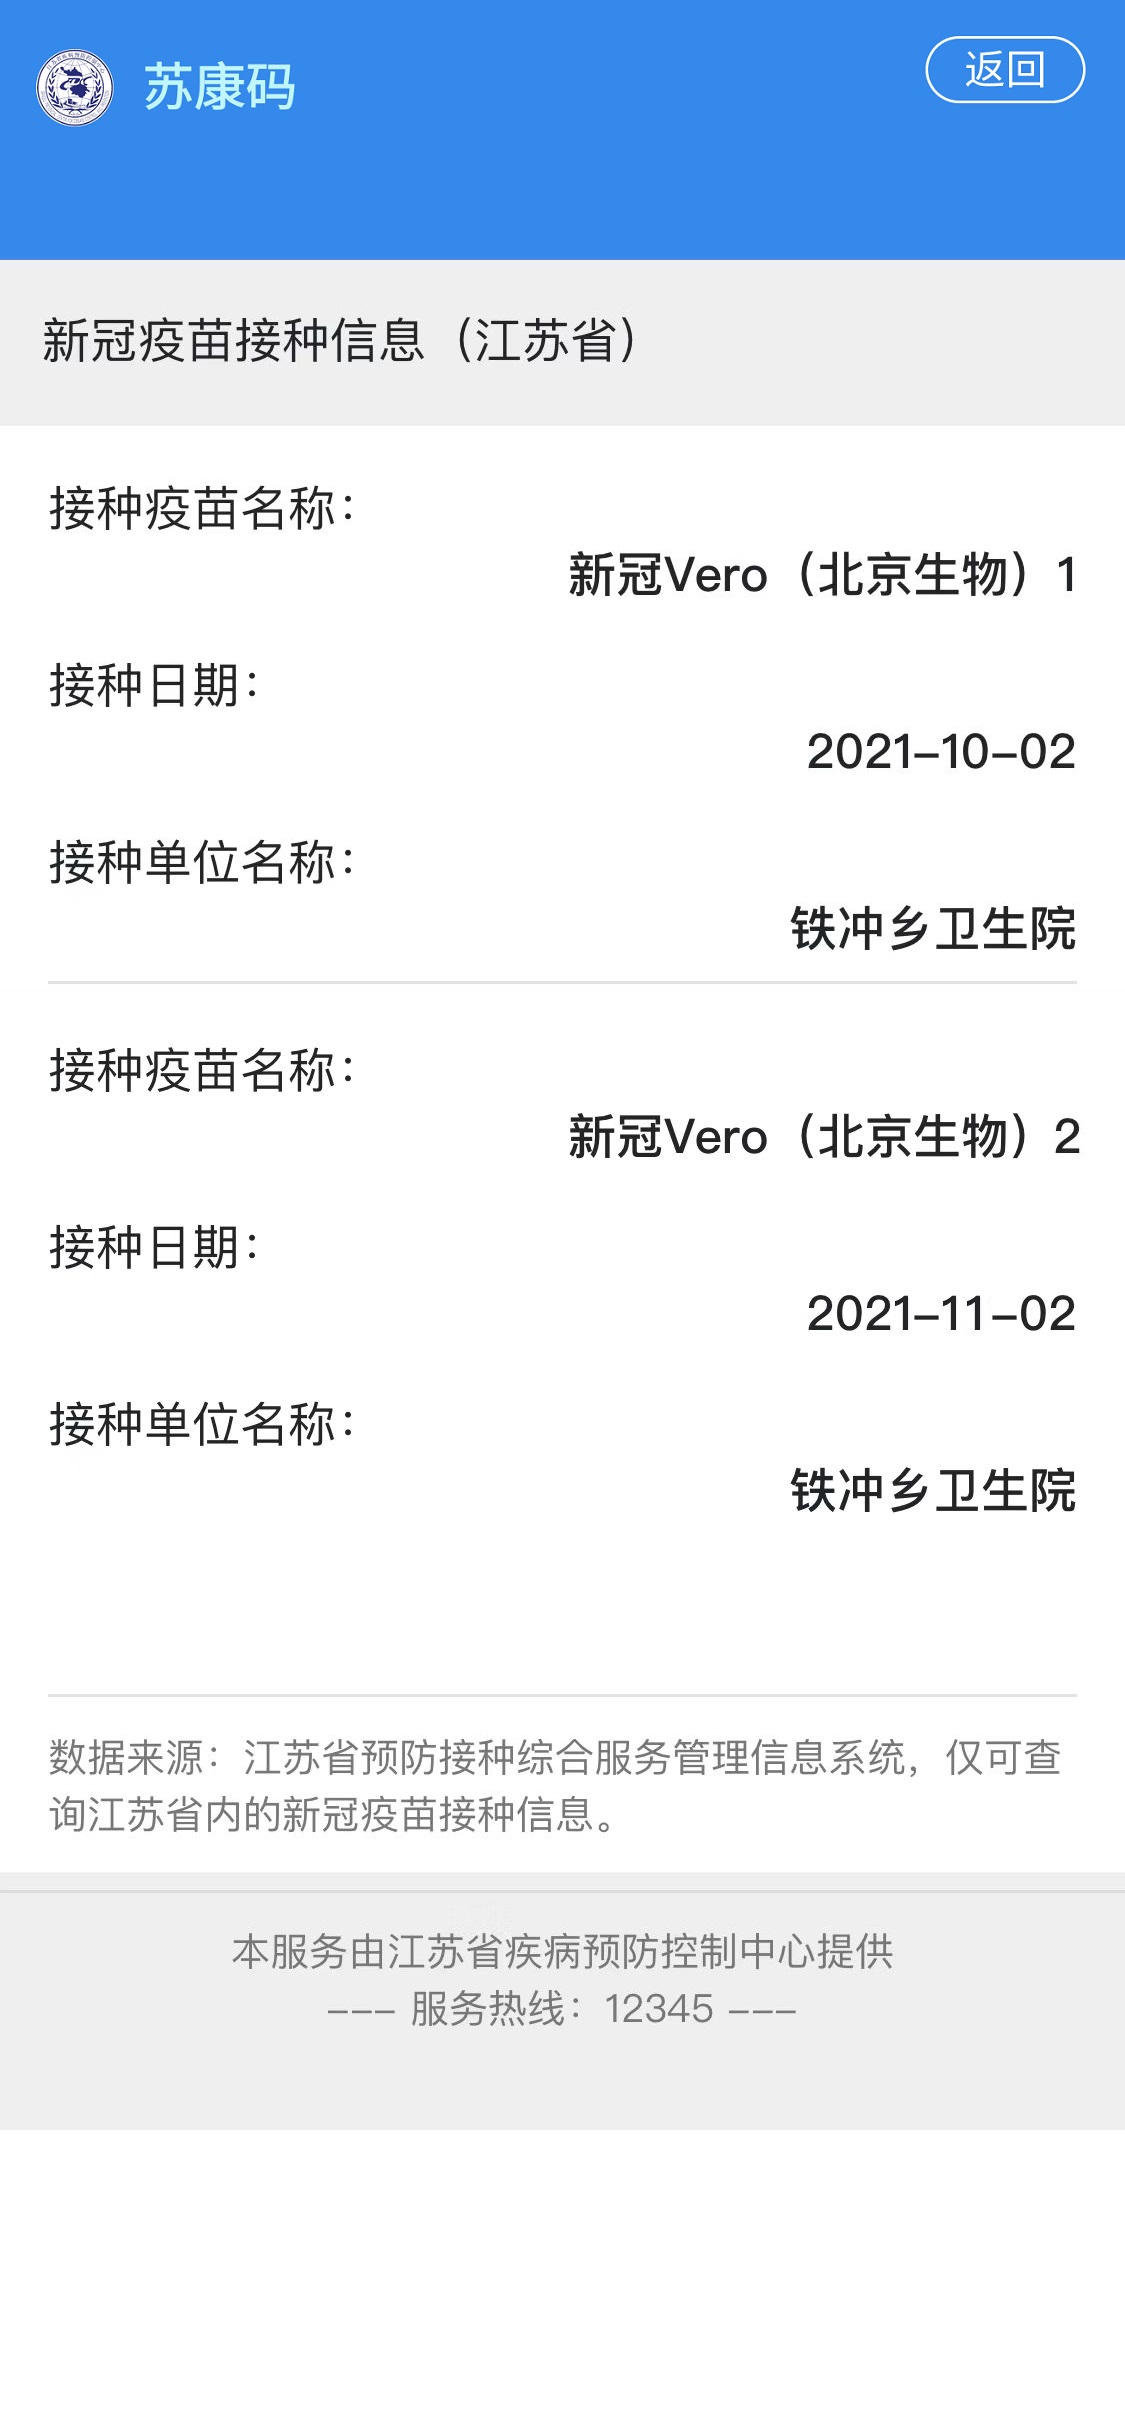 苏康码
返回
新冠疫苗接种信息（江苏省）
接种疫苗名称：
新冠Vero（北京生物）1
接种日期：
2021-10-02
接种单位名称：
铁冲乡卫生院
接种疫苗名称：
新冠Vero（北京生物）2
接种日期：
2021-11-02
接种单位名称：
铁冲乡卫生院
数据来源：江苏省预防接种综合服务管理信息系统，仅可查
询江苏省内的新冠疫苗接种信息。
本服务由江苏省疾病预防控制中心提供
--- 服务热线：12345 ---